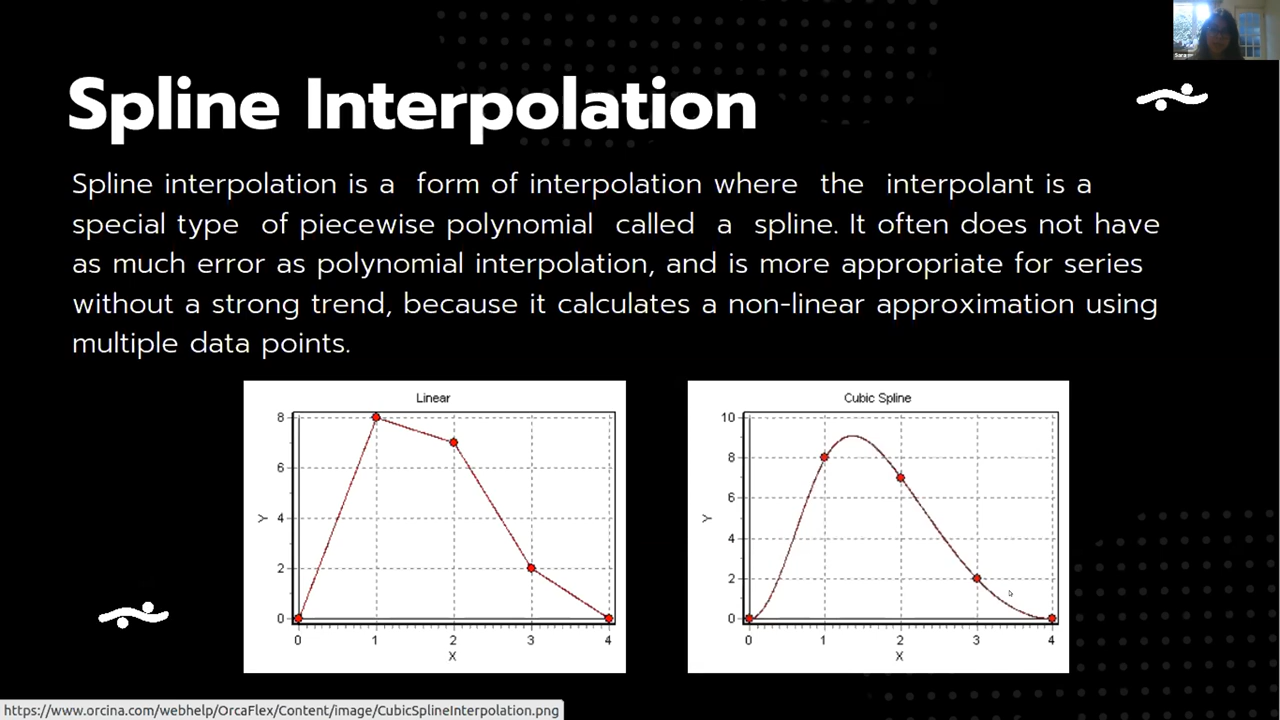 Spline Interpolation
Spline interpolation is a form of interpolation where the interpolant is a
special type of piecewise polynomial called a spline. It often does not have
as much error as polynomial interpolation, and is more appropriate for series
without a strong trend, because it calculates a non-linear approximation using
multiple data points.
Linear
8
6
4
2
0
Y
0 1 2 3 4
X
Cubic Spline
10
8
6
4
2
0
Y
0 1 2 3 4
X
https://www.orcina.com/webhelp/OrcaFlex/Content/image/CubicSplineInterpolation.png